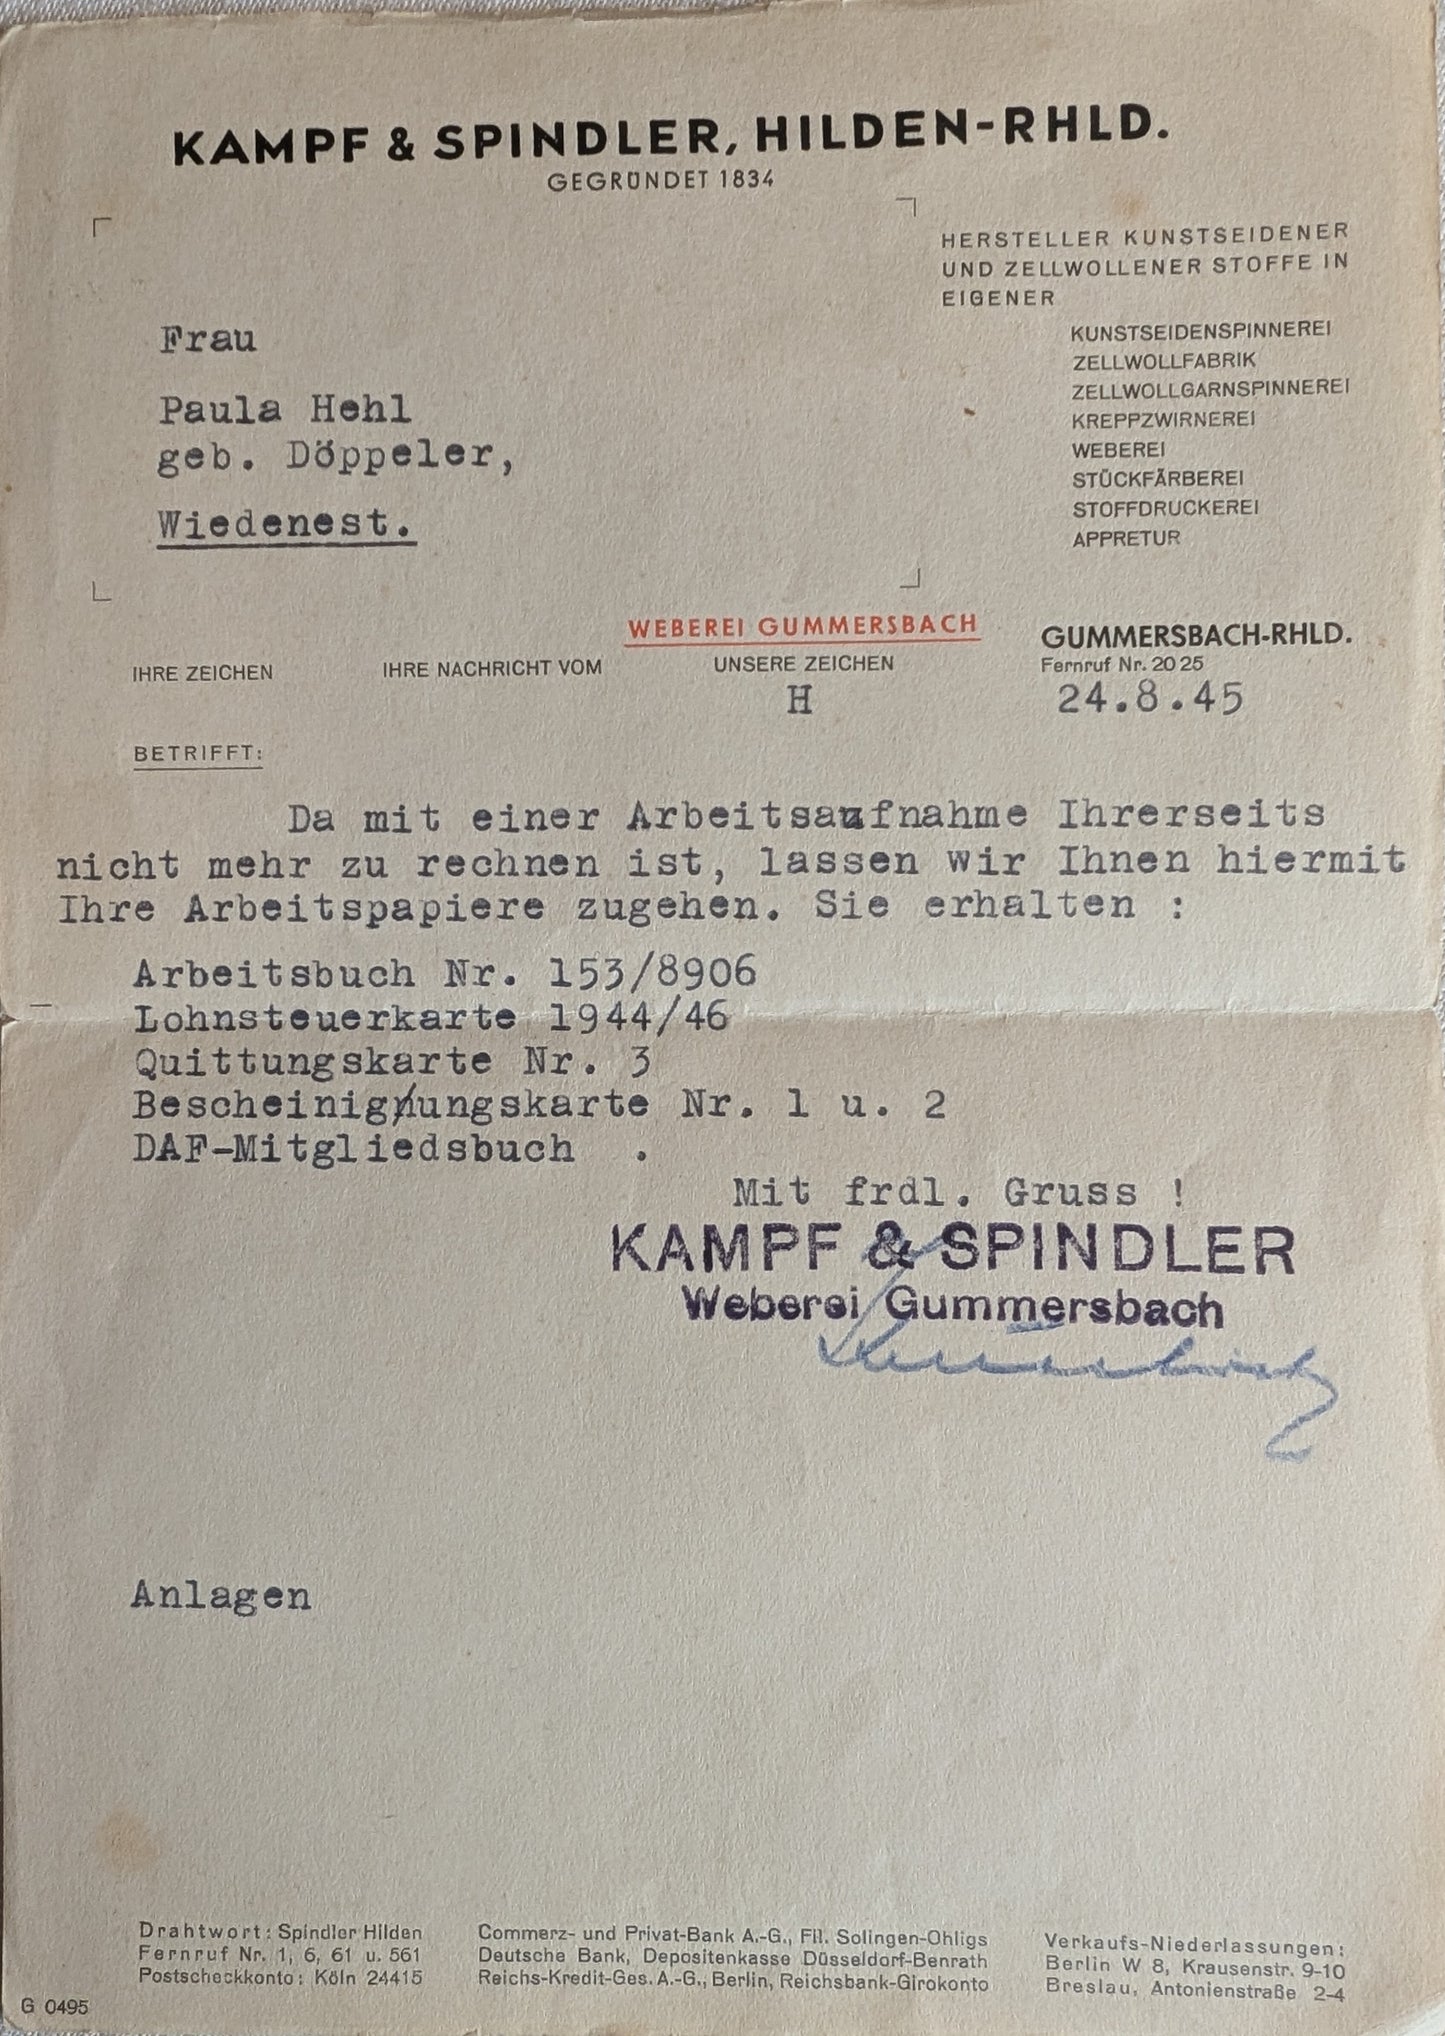 KAMPF & SPINDLER, HILDEN-RHLD.
GEGRÜNDET 1834
HERSTELLER KUNSTSEIDENER
UND ZELLWOLLENER STOFFE IN
EIGENER
KUNSTSEIDENSPINNEREI
ZELLWOLLFABRIK
ZELLWOLLGARNSPINNEREI
KREPPZWIRNEREI
WEBEREI
STÜCKFÄRBEREI
STOFFDRUCKEREI
APPRETUR
Frau
Paula Hehl
geb. Döppeler,
Wiedenest.
WEBEREI GUMMERSBACH
GUMMERSBACH-RHLD.
Fernruf Nr. 20 25
IHRE ZEICHEN
IHRE NACHRICHT VOM
UNSERE ZEICHEN
H
24.8.45
BETRIFFT:
Da mit einer Arbeitsaufnahme Ihrerseits
nicht mehr zu rechnen ist, lassen wir Ihnen hiermit
Ihre Arbeitspapiere zugehen. Sie erhalten :
Arbeitsbuch Nr. 153/8906
Lohnsteuerkarte 1944/46
Quittungskarte Nr. 3
Bescheinigungskarte Nr. 1 u. 2
DAF-Mitgliedsbuch .
Mit frdl. Gruss !
KAMPF & SPINDLER
Weberei Gummersbach
Anlagen
Drahtwort: Spindler Hilden
Fernruf Nr. 1, 6, 61 u. 561
Postscheckkonto: Köln 24415
Commerz- und Privat-Bank A.-G., Fil. Solingen-Ohligs
Deutsche Bank, Depositenkasse Düsseldorf-Benrath
Reichs-Kredit-Ges. A.-G., Berlin, Reichsbank-Girokonto
Verkaufs-Niederlassungen:
Berlin W 8, Krausenstr. 9-10
Breslau, Antonienstraße 2-4
G 0495